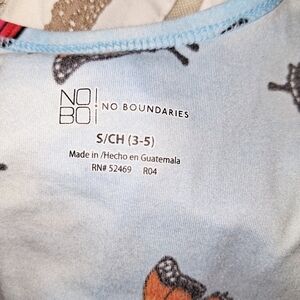 NO!
BO! NO BOUNDARIES
S/CH (3-5)
Made in /Hecho en Guatemala
RN# 52469 R04